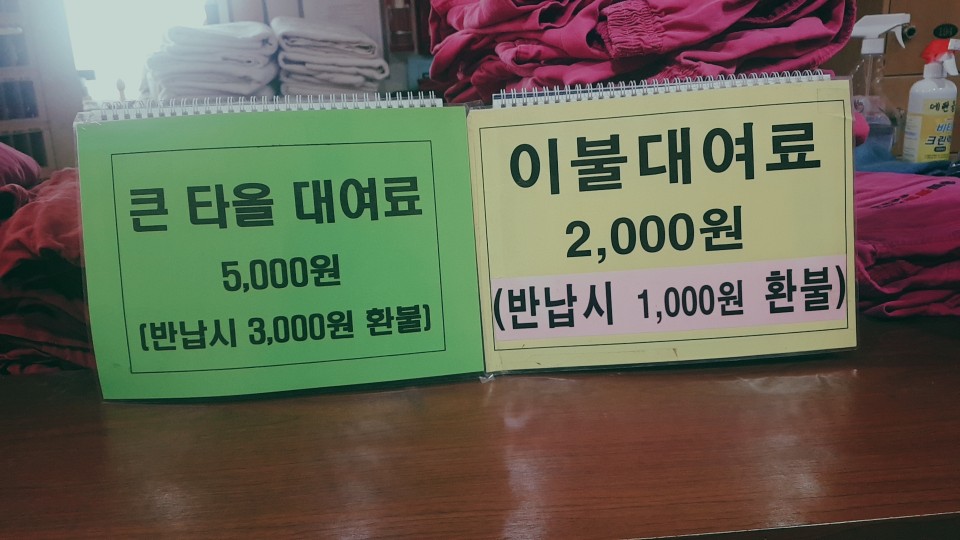 큰 타올 대여료
5,000원
(반납시 3,000원 환불)
이불대여료
2,000원
(반납시 1,000원 환불)